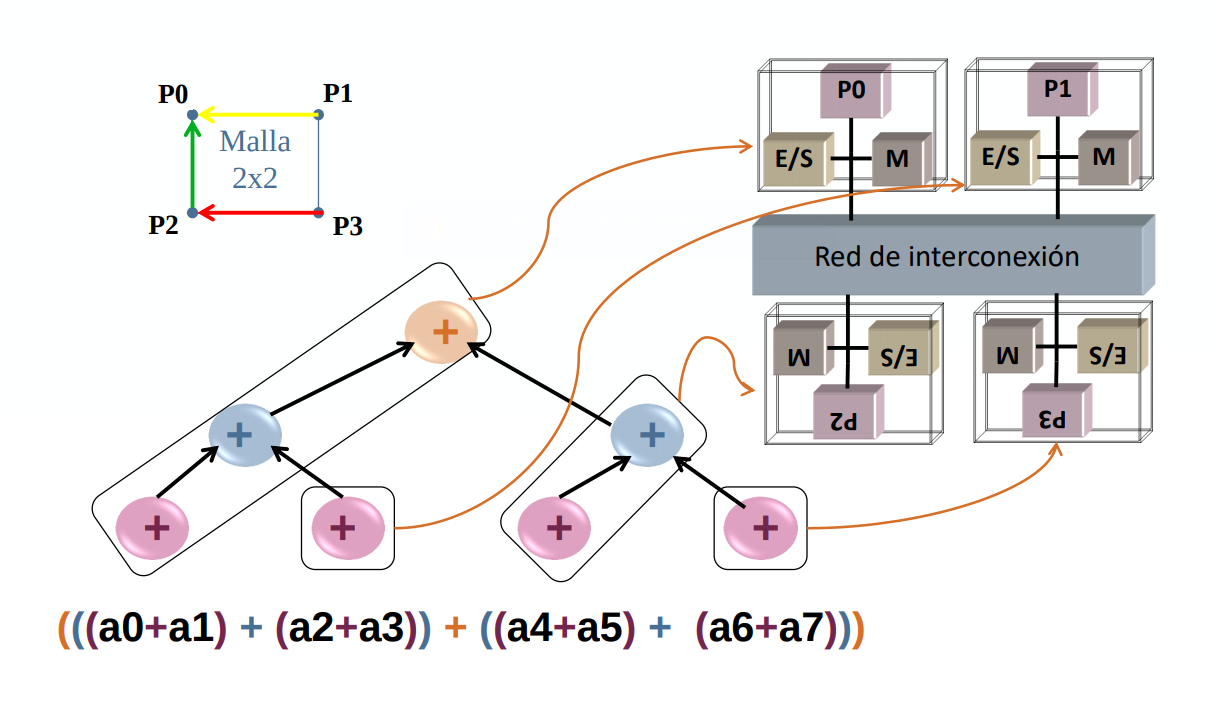 P0 P1
Malla
2x2
P2 P3
P0 P1
E/S M E/S M
Red de interconexión
M E/S M E/S
P2 P3
+
+ +
+ + + +
(((a0+a1) + (a2+a3)) + ((a4+a5) + (a6+a7)))